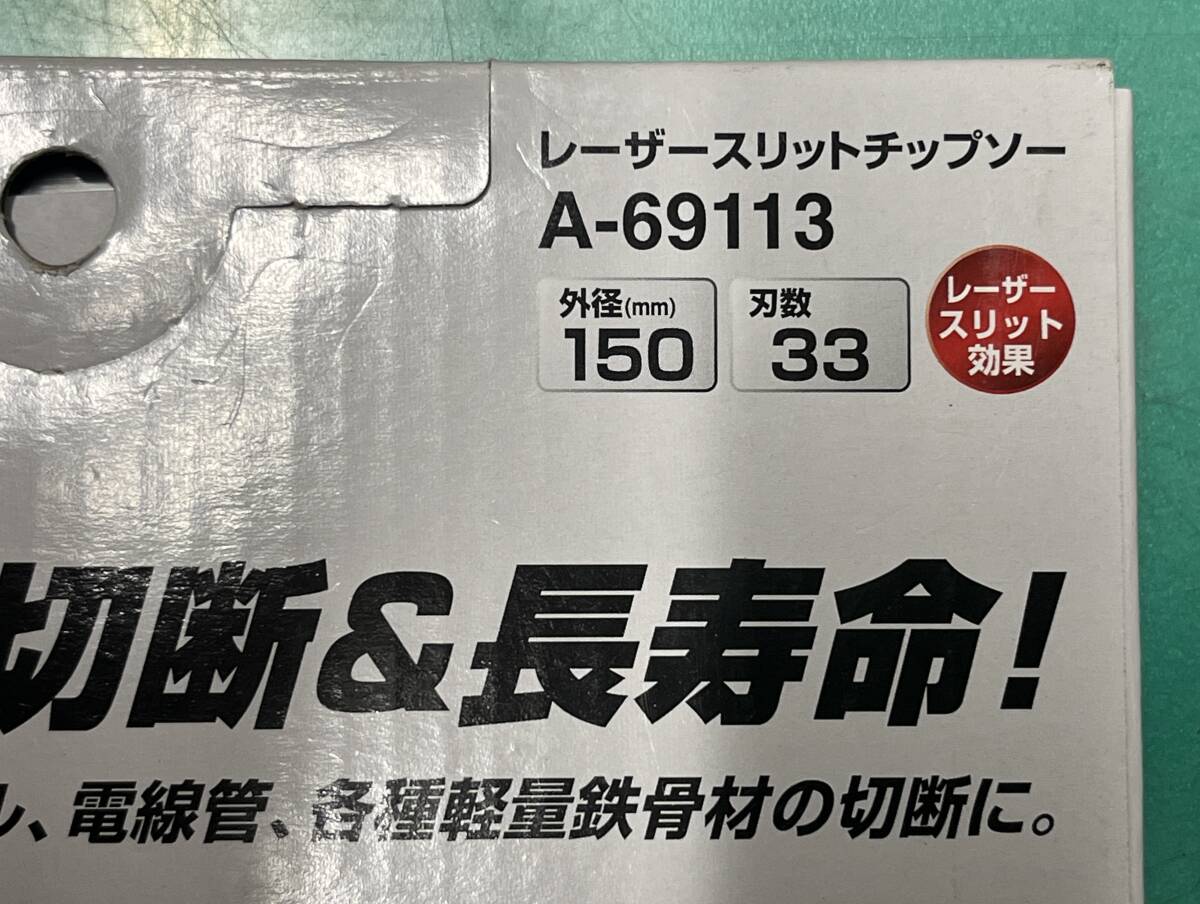 レーザースリットチップソー
A-69113
外径(mm)
150
刃数
33
レーザー
スリット
効果
切断&長寿命!
ル、電線管、各種軽量鉄骨材の切断に。